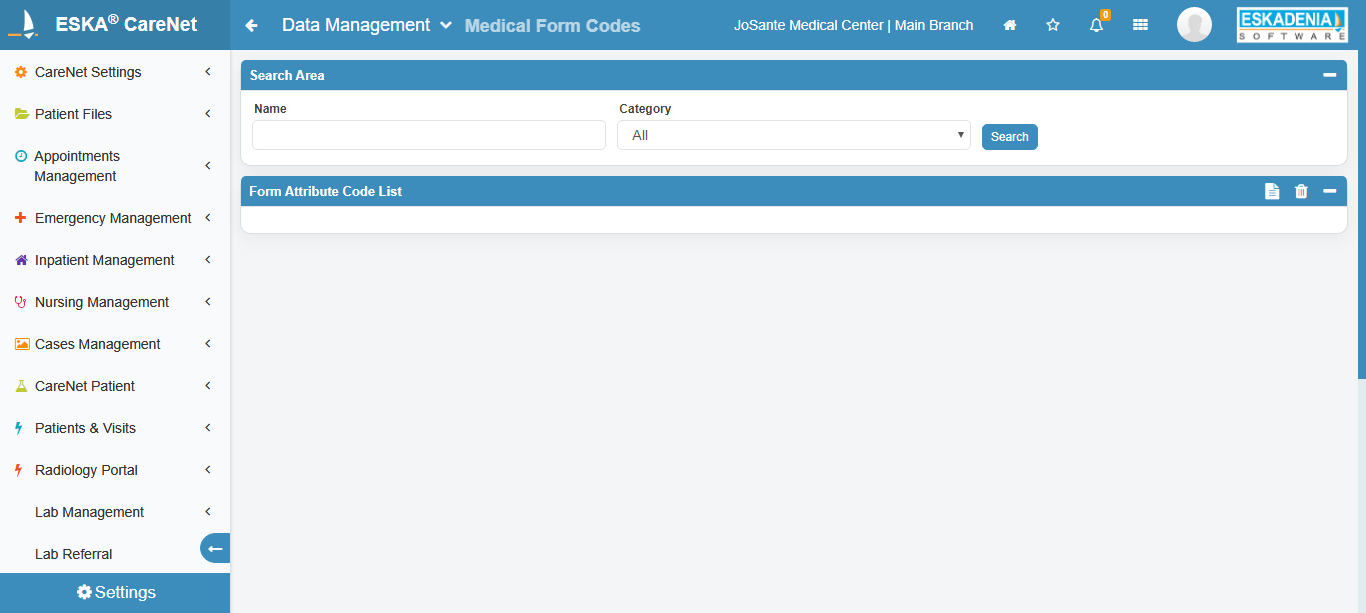 ESKA® CareNet
Data Management Medical Form Codes
JoSante Medical Center | Main Branch
0
ESKADENIA
SOFTWARE
CareNet Settings
Patient Files
Appointments
Management
Emergency Management
Inpatient Management
Nursing Management
Cases Management
CareNet Patient
Patients & Visits
Radiology Portal
Lab Management
Lab Referral
Settings
Search Area
Name
Category
All
Search
Form Attribute Code List